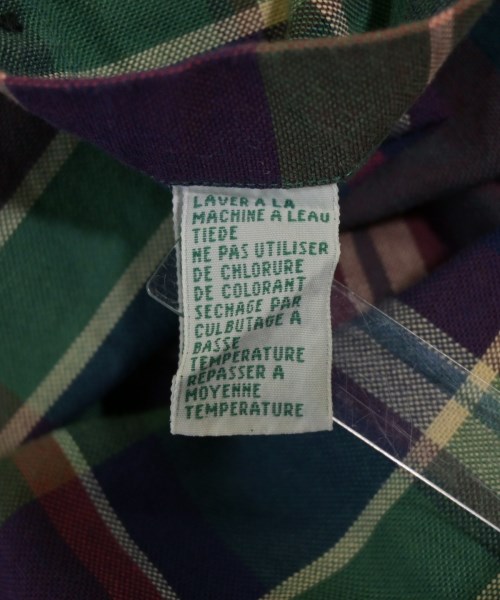 LAVER A LA
MACHINE A LEAU
TIEDE
NE PAS UTILISER
DE CHLORURE
DE COLORANT
SECHAGE PAR
CULBUTAGE A
BASSE
TEMPERATURE
REPASSER A
MOYENNE
TEMPERATURE